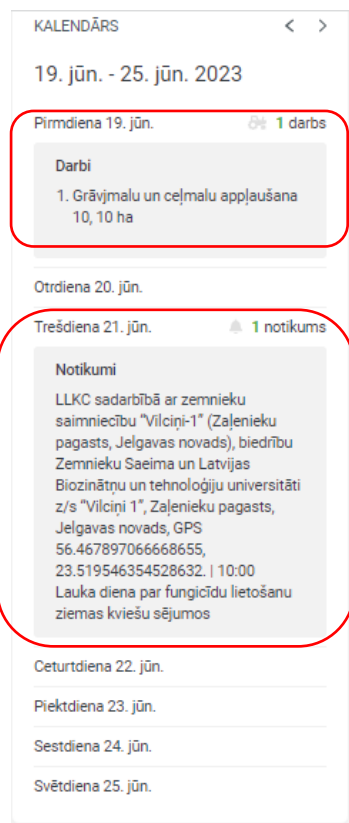 KALENDĀRS < >
19. jūn. - 25. jūn. 2023
Pirmdiena 19. jūn. 1 darbs
Darbi
1. Grāvjmalu un ceļmalu appļaušana
10, 10 ha
Otrdiena 20. jūn.
Trešdiena 21. jūn. 1 notikums
Notikumi
LLKC sadarbībā ar zemnieku
saimniecību “Vilciņi-1” (Zaļenieku
pagasts, Jelgavas novads), biedrību
Zemnieku Saeima un Latvijas
Biozinātņu un tehnoloģiju universitāti
z/s “Vilciņi 1”, Zaļenieku pagasts,
Jelgavas novads, GPS
56.467897066668655,
23.519546354528632. | 10:00
Lauka diena par fungicīdu lietošanu
ziemas kviešu sējumos
Ceturtdiena 22. jūn.
Piektdiena 23. jūn.
Sestdiena 24. jūn.
Svētdiena 25. jūn.